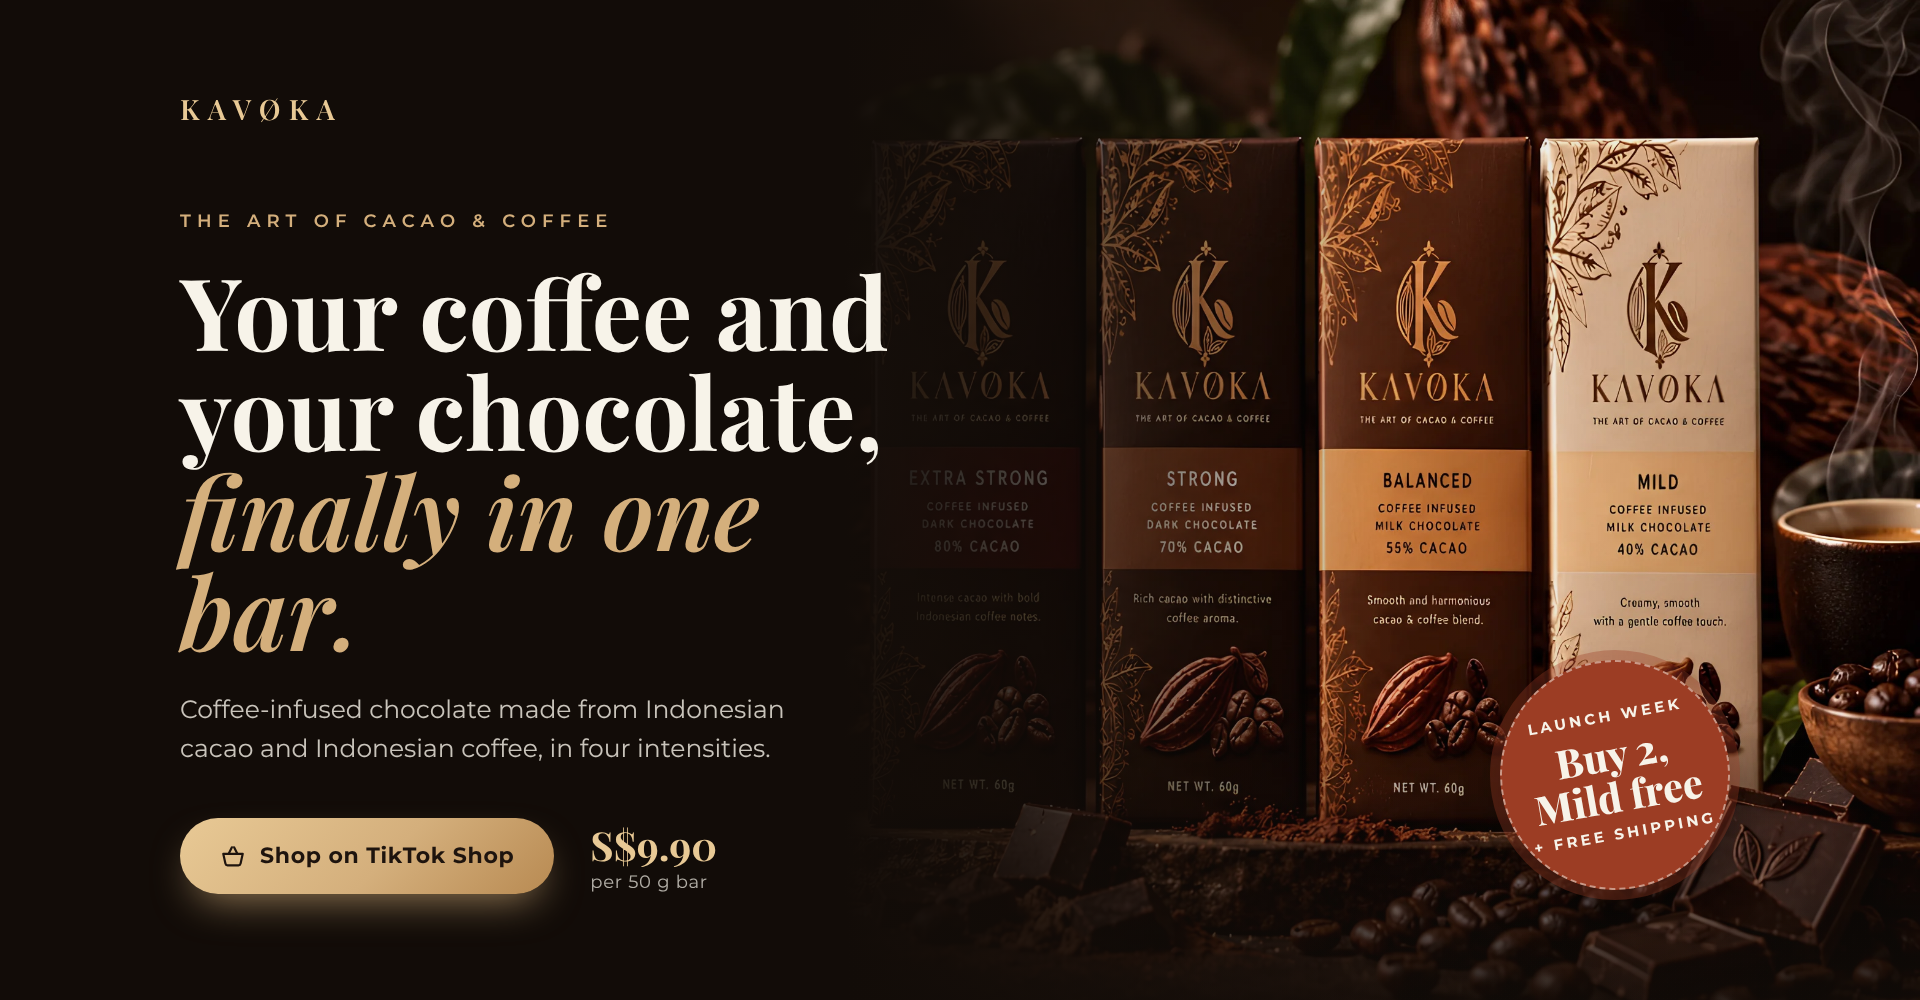 KAVØKA
THE ART OF CACAO & COFFEE
Your coffee and
your chocolate,
finally in one
bar.
Coffee-infused chocolate made from Indonesian
cacao and Indonesian coffee, in four intensities.
Shop on TikTok Shop
S$9.90
per 50 g bar
K
KAVØKA
THE ART OF CACAO & COFFEE
EXTRA STRONG
COFFEE INFUSED
DARK CHOCOLATE
80% CACAO
Intense cacao with bold
Indonesian coffee notes.
NET WT. 60g
K
KAVØKA
THE ART OF CACAO & COFFEE
STRONG
COFFEE INFUSED
DARK CHOCOLATE
70% CACAO
Rich cacao with distinctive
coffee aroma.
NET WT. 60g
K
KAVØKA
THE ART OF CACAO & COFFEE
BALANCED
COFFEE INFUSED
MILK CHOCOLATE
55% CACAO
Smooth and harmonious
cacao & coffee blend.
NET WT. 60g
K
KAVØKA
THE ART OF CACAO & COFFEE
MILD
COFFEE INFUSED
MILK CHOCOLATE
40% CACAO
Creamy, smooth
with a gentle coffee touch.
LAUNCH WEEK
Buy 2,
Mild free
+ FREE SHIPPING